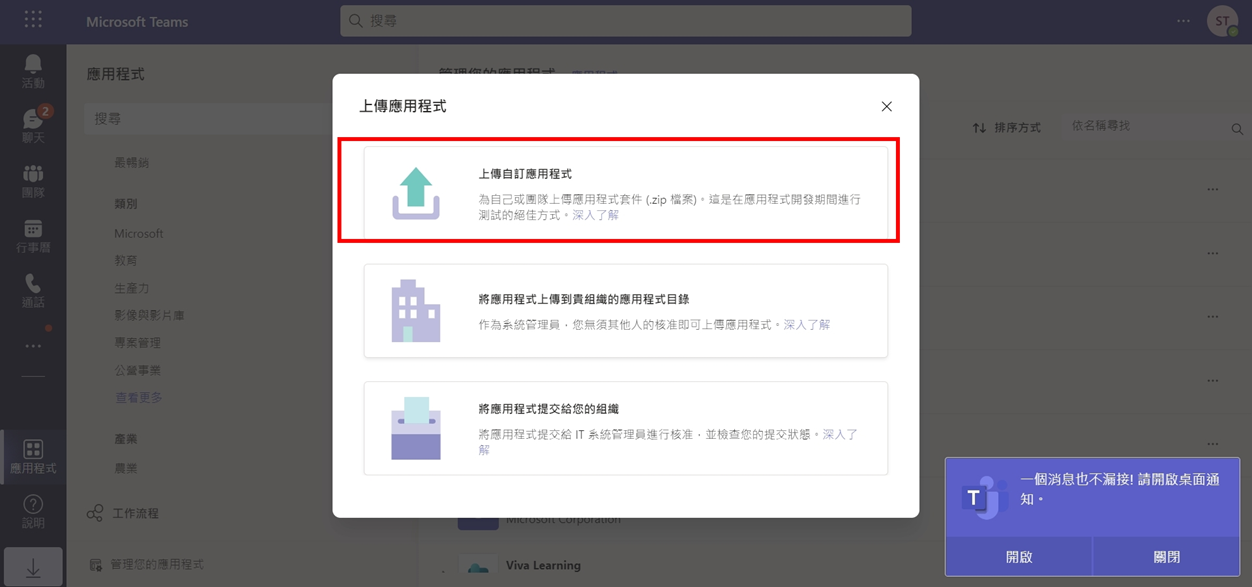 Microsoft Teams
搜尋
ST
活動
2
聊天
團隊
行事曆
通話
應用程式
說明
應用程式
搜尋
最暢銷
類別
Microsoft
教育
生產力
影像與影片庫
專案管理
公營事業
查看更多
產業
農業
工作流程
管理您的應用程式
管理您的應用程式
排序方式
依名稱尋找
上傳應用程式
上傳自訂應用程式
為自己或團隊上傳應用程式套件 (.zip 檔案)。這是在應用程式開發期間進行
測試的絕佳方式。深入了解
將應用程式上傳到貴組織的應用程式目錄
作為系統管理員，您無須其他人的核准即可上傳應用程式。深入了解
將應用程式提交給您的組織
將應用程式提交給 IT 系統管理員進行核准，並檢查您的提交狀態。深入了
解
Microsoft Corporation
Viva Learning
T
一個消息也不漏接! 請開啟桌面通
知。
開啟
關閉